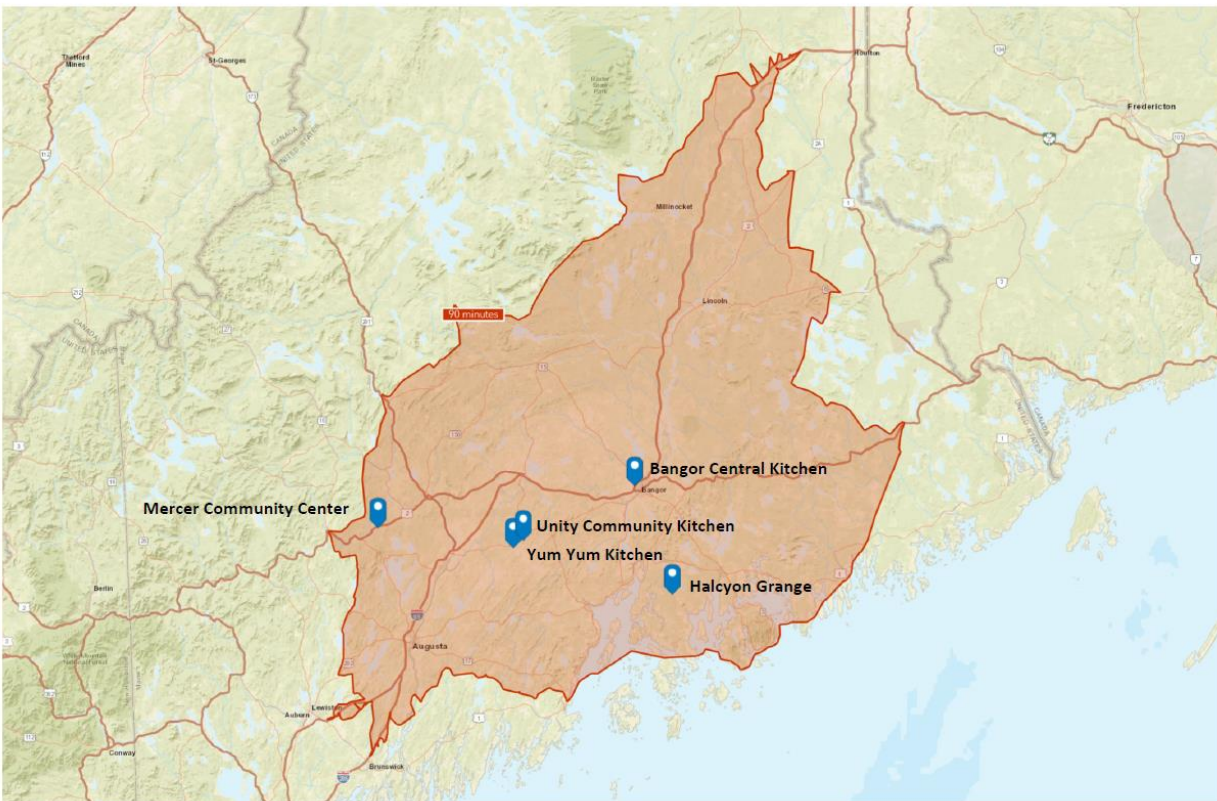 Thetford
Mines
St-Georges
Houlton
Fredericton
Millinocket
Lincoln
90 minutes
Bangor Central Kitchen
Bangor
Mercer Community Center
Unity Community Kitchen
Yum Yum Kitchen
Halcyon Grange
Berlin
Augusta
Lewiston
Auburn
Conway
Brunswick